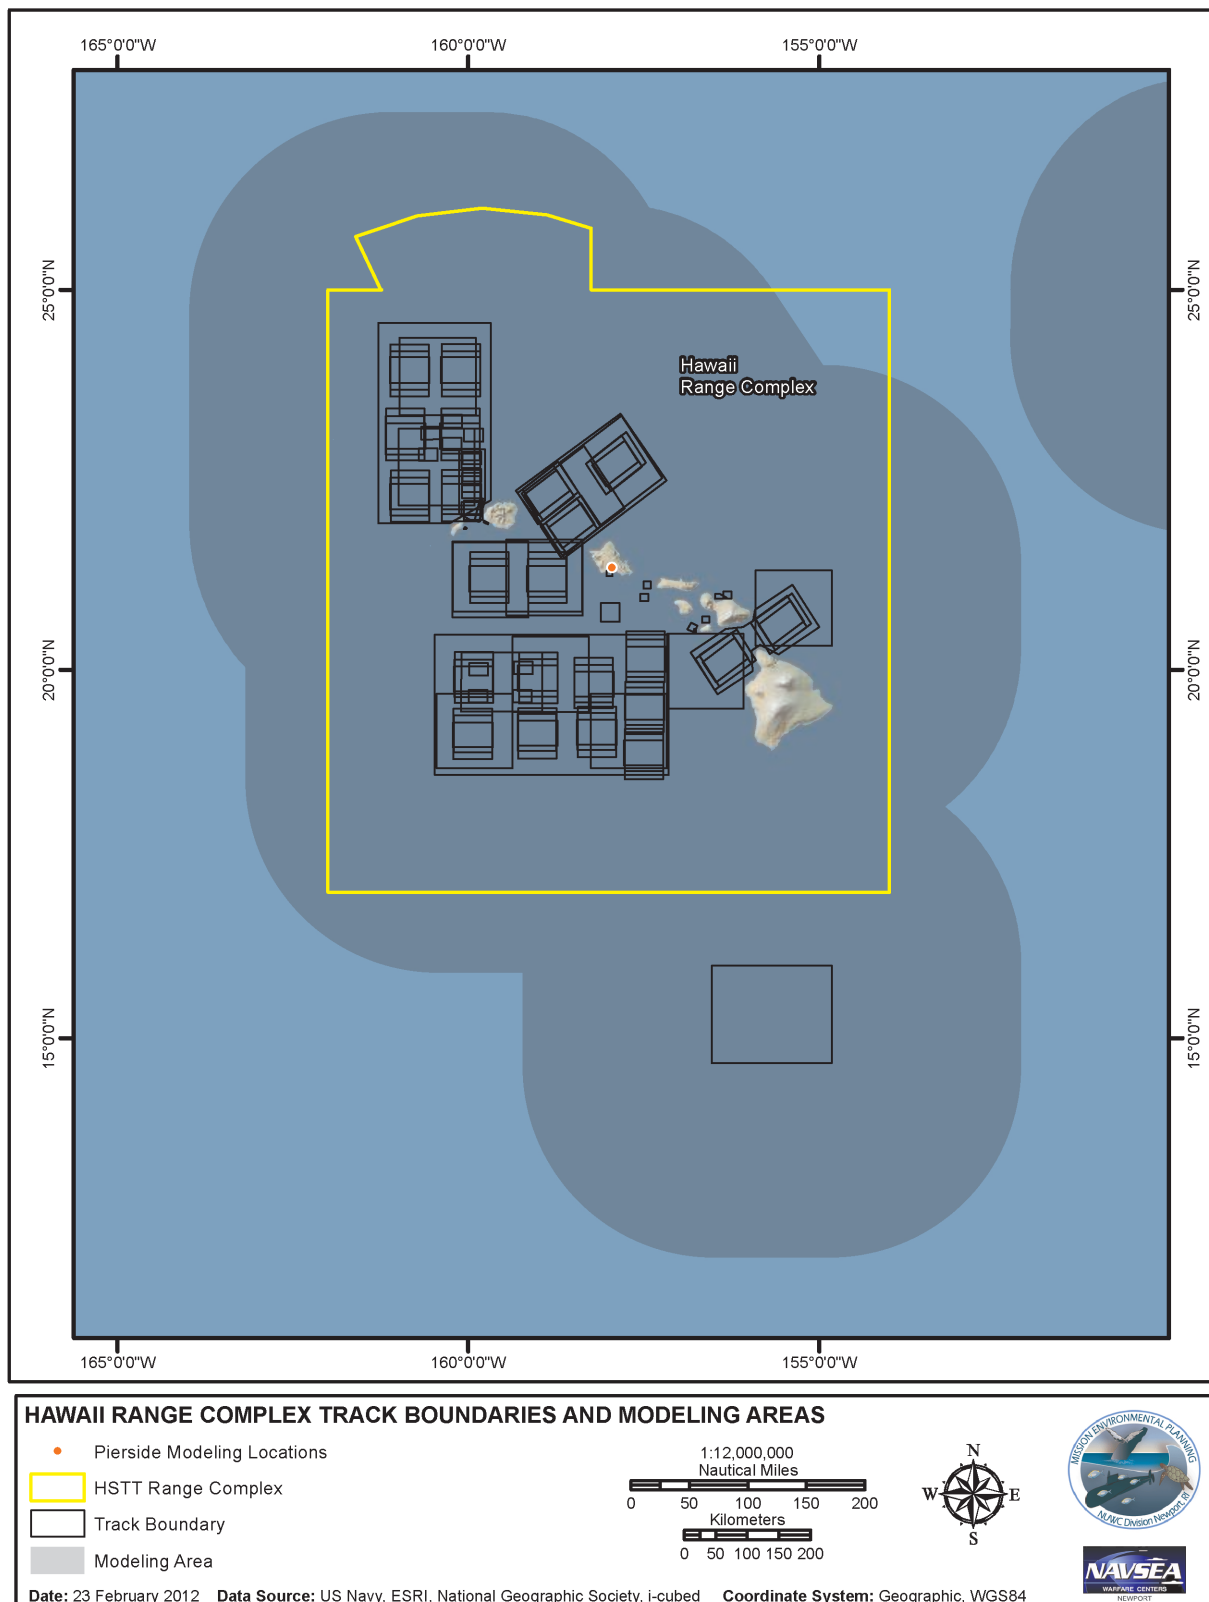 165°0'0"W 160°0'0"W 155°0'0"W
25°0'0"N 25°0'0"N
Hawaii
Range Complex
20°0'0"N 20°0'0"N
15°0'0"N 15°0'0"N
165°0'0"W 160°0'0"W 155°0'0"W
HAWAII RANGE COMPLEX TRACK BOUNDARIES AND MODELING AREAS
Pierside Modeling Locations
HSTT Range Complex
Track Boundary
Modeling Area
1:12,000,000
Nautical Miles
0 50 100 150 200
Kilometers
0 50 100 150 200
N
W E
S
MISSION ENVIRONMENTAL PLANNING
NUWC Division Newport, RI
NAVSEA
WARFARE CENTERS
NEWPORT
Date: 23 February 2012 Data Source: US Navy, ESRI, National Geographic Society, i-cubed Coordinate System: Geographic, WGS84